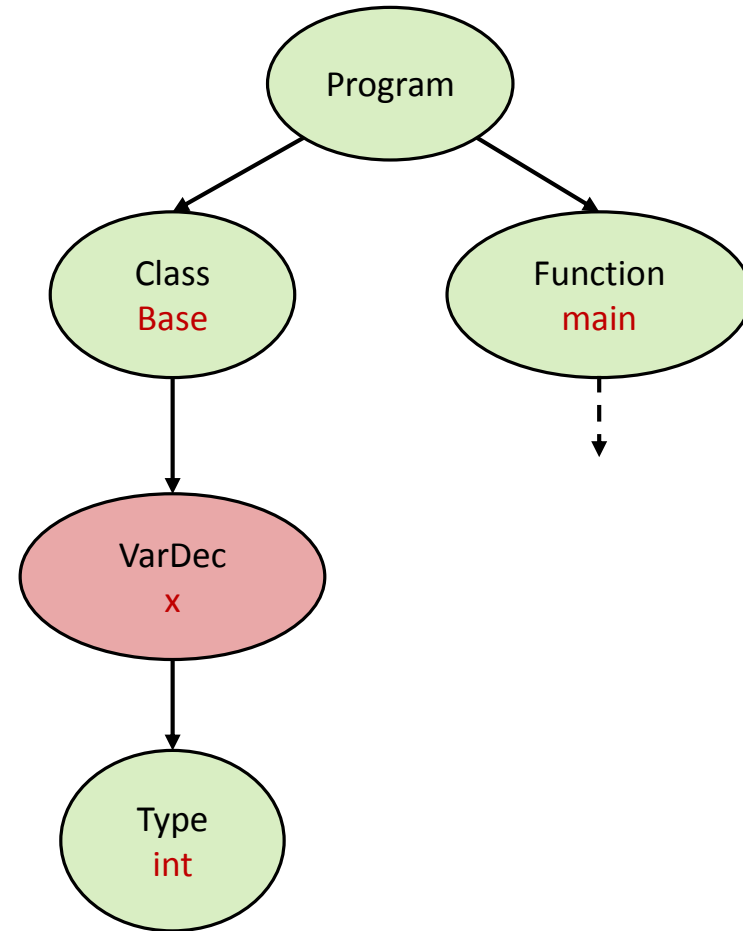 Program
Class
Base
Function
main
VarDec
x
Type
int